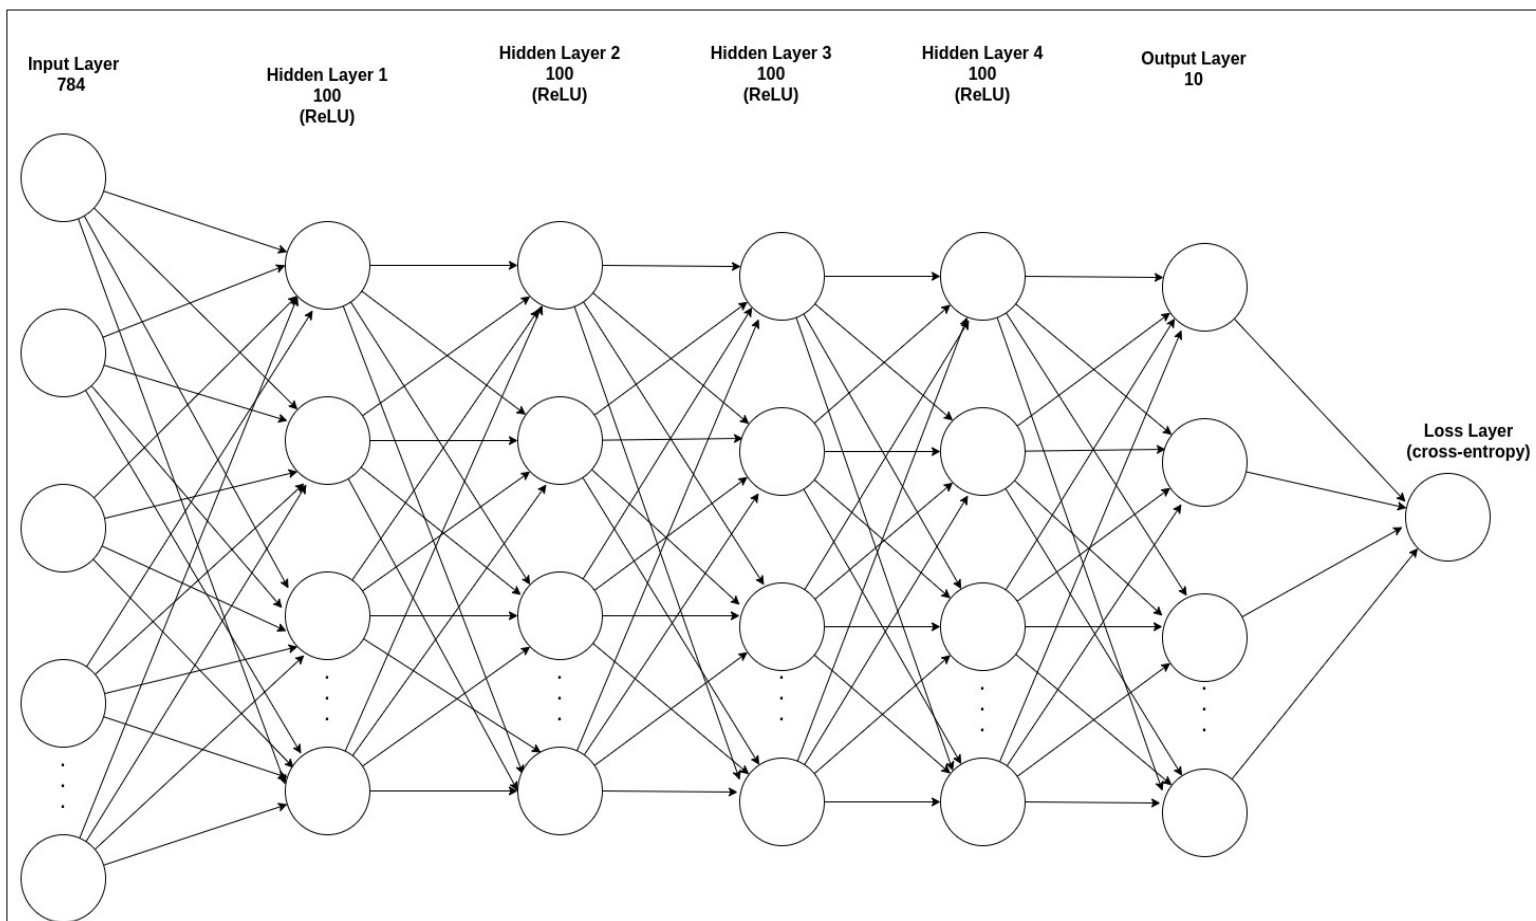 Input Layer
784
Hidden Layer 1
100
(ReLU)
Hidden Layer 2
100
(ReLU)
Hidden Layer 3
100
(ReLU)
Hidden Layer 4
100
(ReLU)
Output Layer
10
Loss Layer
(cross-entropy)